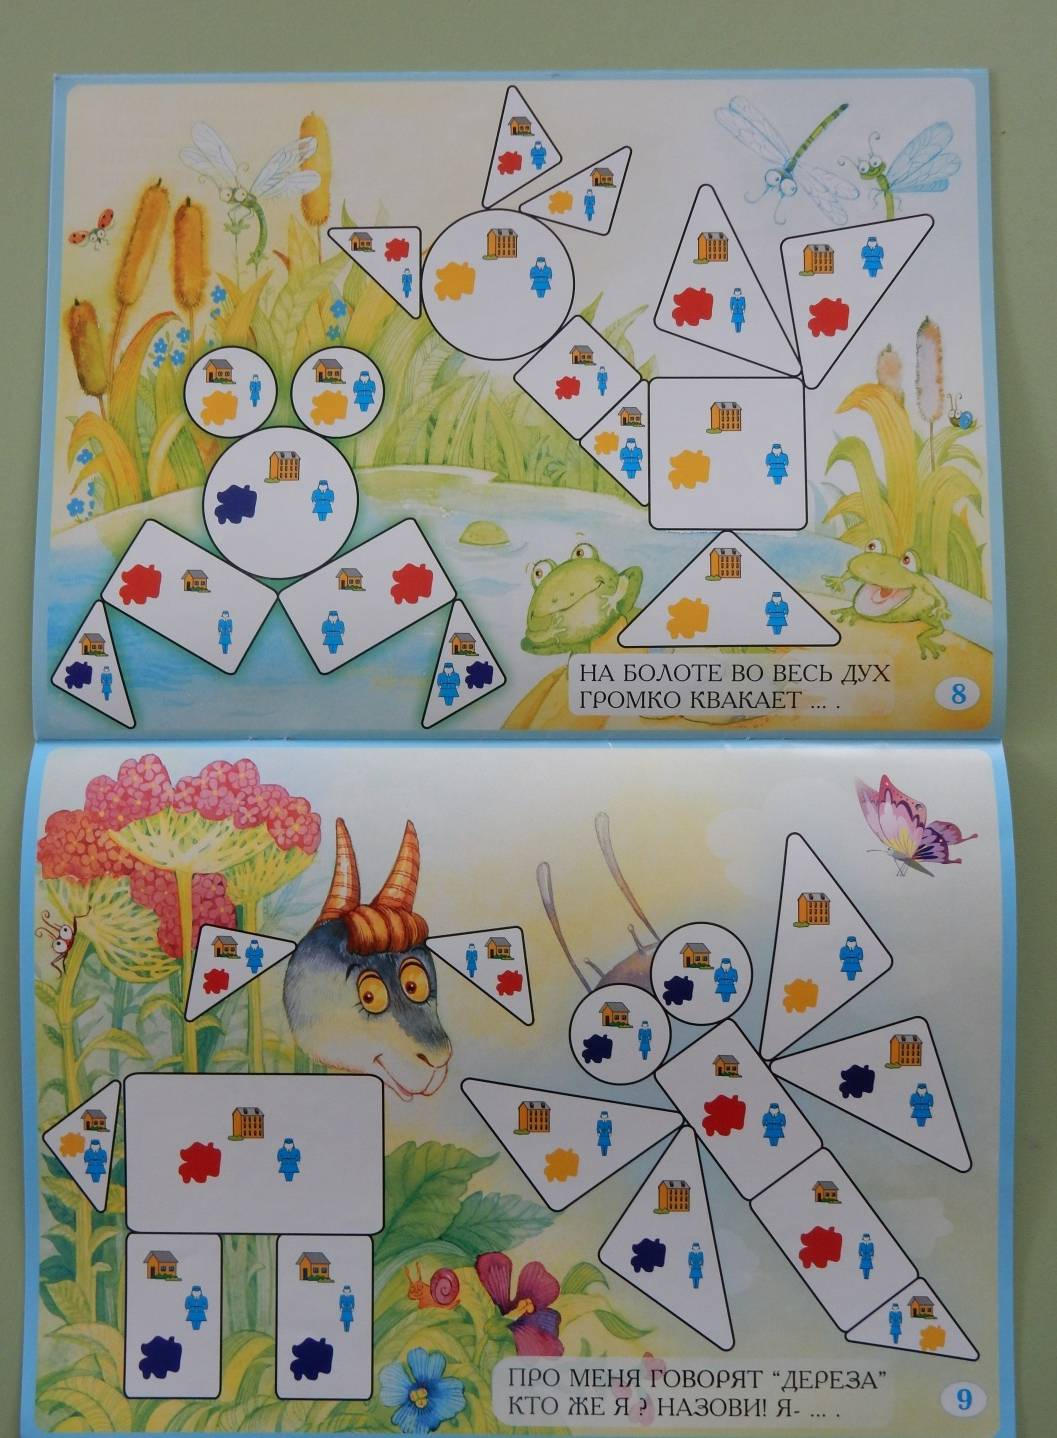 НА БОЛОТЕ ВО ВЕСЬ ДУХ
ГРОМКО КВАКАЕТ ... .
8
ПРО МЕНЯ ГОВОРЯТ “ДЕРЕЗА”
КТО ЖЕ Я ? НАЗОВИ! Я- ... .
9